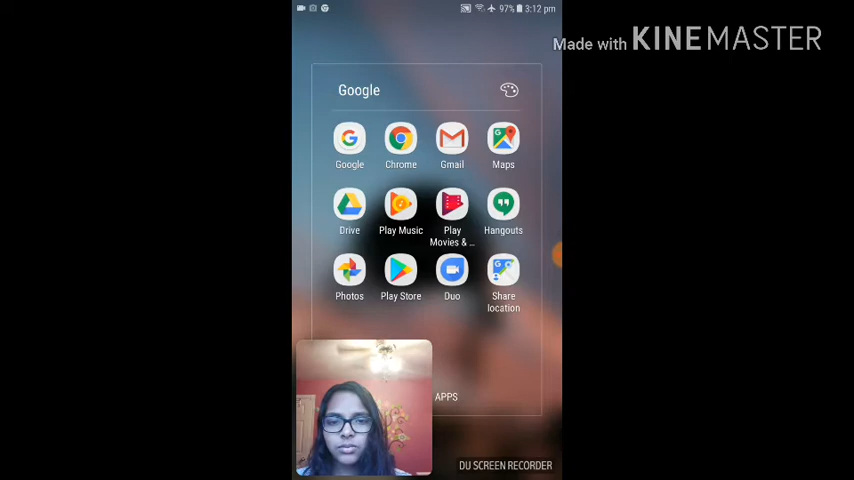 97% 3:12 pm
Made with KINEMASTER
Google
Google Chrome Gmail Maps
Drive Play Music Play Movies & ... Hangouts
Photos Play Store Duo Share location
APPS
DU SCREEN RECORDER